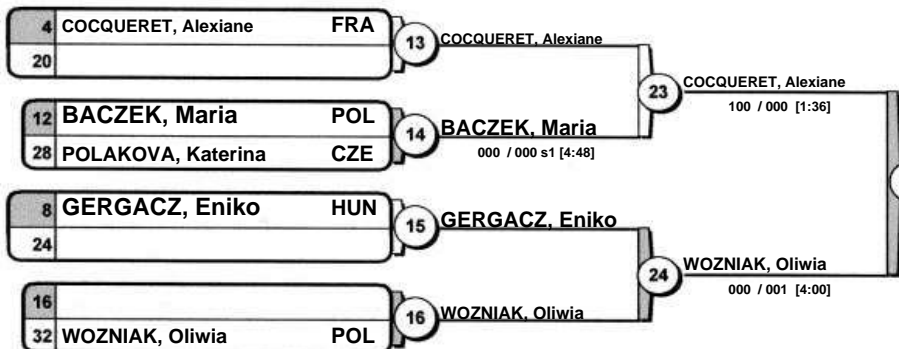 4 COCQUERET, Alexiane FRA
20
13 COCQUERET, Alexiane
12 BACZEK, Maria POL
28 POLAKOVA, Katerina CZE
14 BACZEK, Maria
000 / 000 s1 [4:48]
23 COCQUERET, Alexiane
100 / 000 [1:36]
8 GERGACZ, Eniko HUN
24
15 GERGACZ, Eniko
16
32 WOZNIAK, Oliwia POL
16 WOZNIAK, Oliwia
24 WOZNIAK, Oliwia
000 / 001 [4:00]